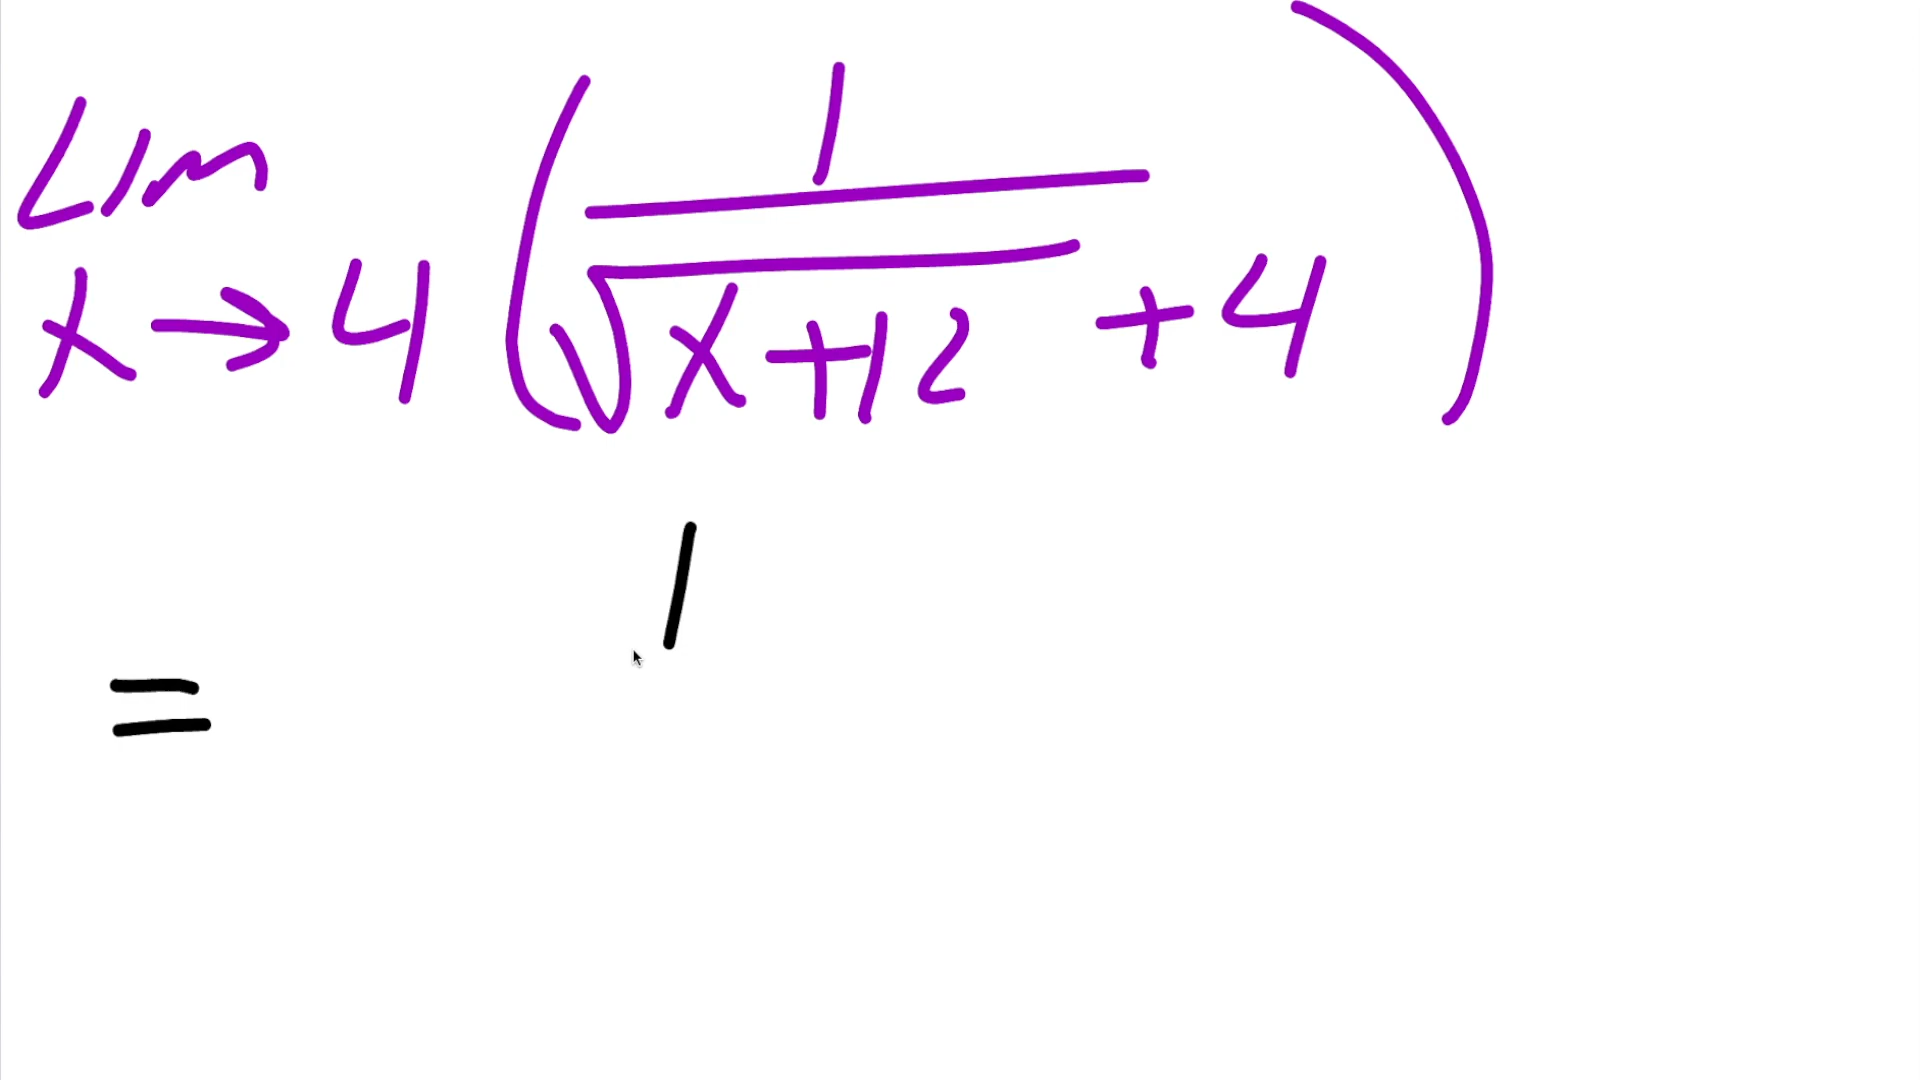 Lim x→4 (1/(√(x+12) + 4))
= 1